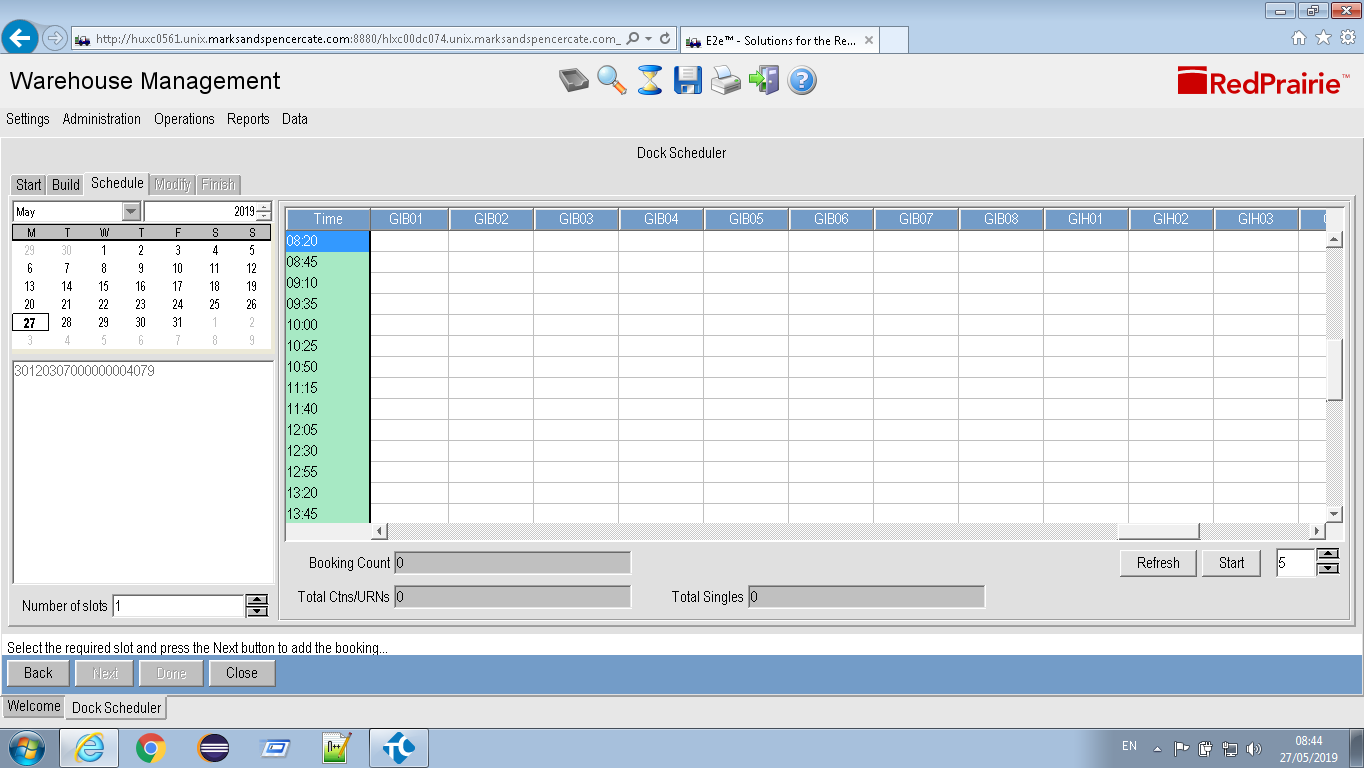 http://huxc0561.unix.marksandspencercate.com:8880/hlxc00dc074.unix.marksandspencercate.com_
E2e™ - Solutions for the Re...
Warehouse Management
RedPrairie™
Settings Administration Operations Reports Data
Dock Scheduler
Start Build Schedule Modify Finish
May 2019
M T W T F S S
29 30 1 2 3 4 5
6 7 8 9 10 11 12
13 14 15 16 17 18 19
20 21 22 23 24 25 26
27 28 29 30 31 1 2
3 4 5 6 7 8 9
30120307000000004079
Number of slots 1
Time GIB01 GIB02 GIB03 GIB04 GIB05 GIB06 GIB07 GIB08 GIH01 GIH02 GIH03
08:20
08:45
09:10
09:35
10:00
10:25
10:50
11:15
11:40
12:05
12:30
12:55
13:20
13:45
Booking Count 0
Refresh Start 5
Total Ctns/URNs 0 Total Singles 0
Select the required slot and press the Next button to add the booking...
Back Next Done Close
Welcome Dock Scheduler
EN
08:44
27/05/2019